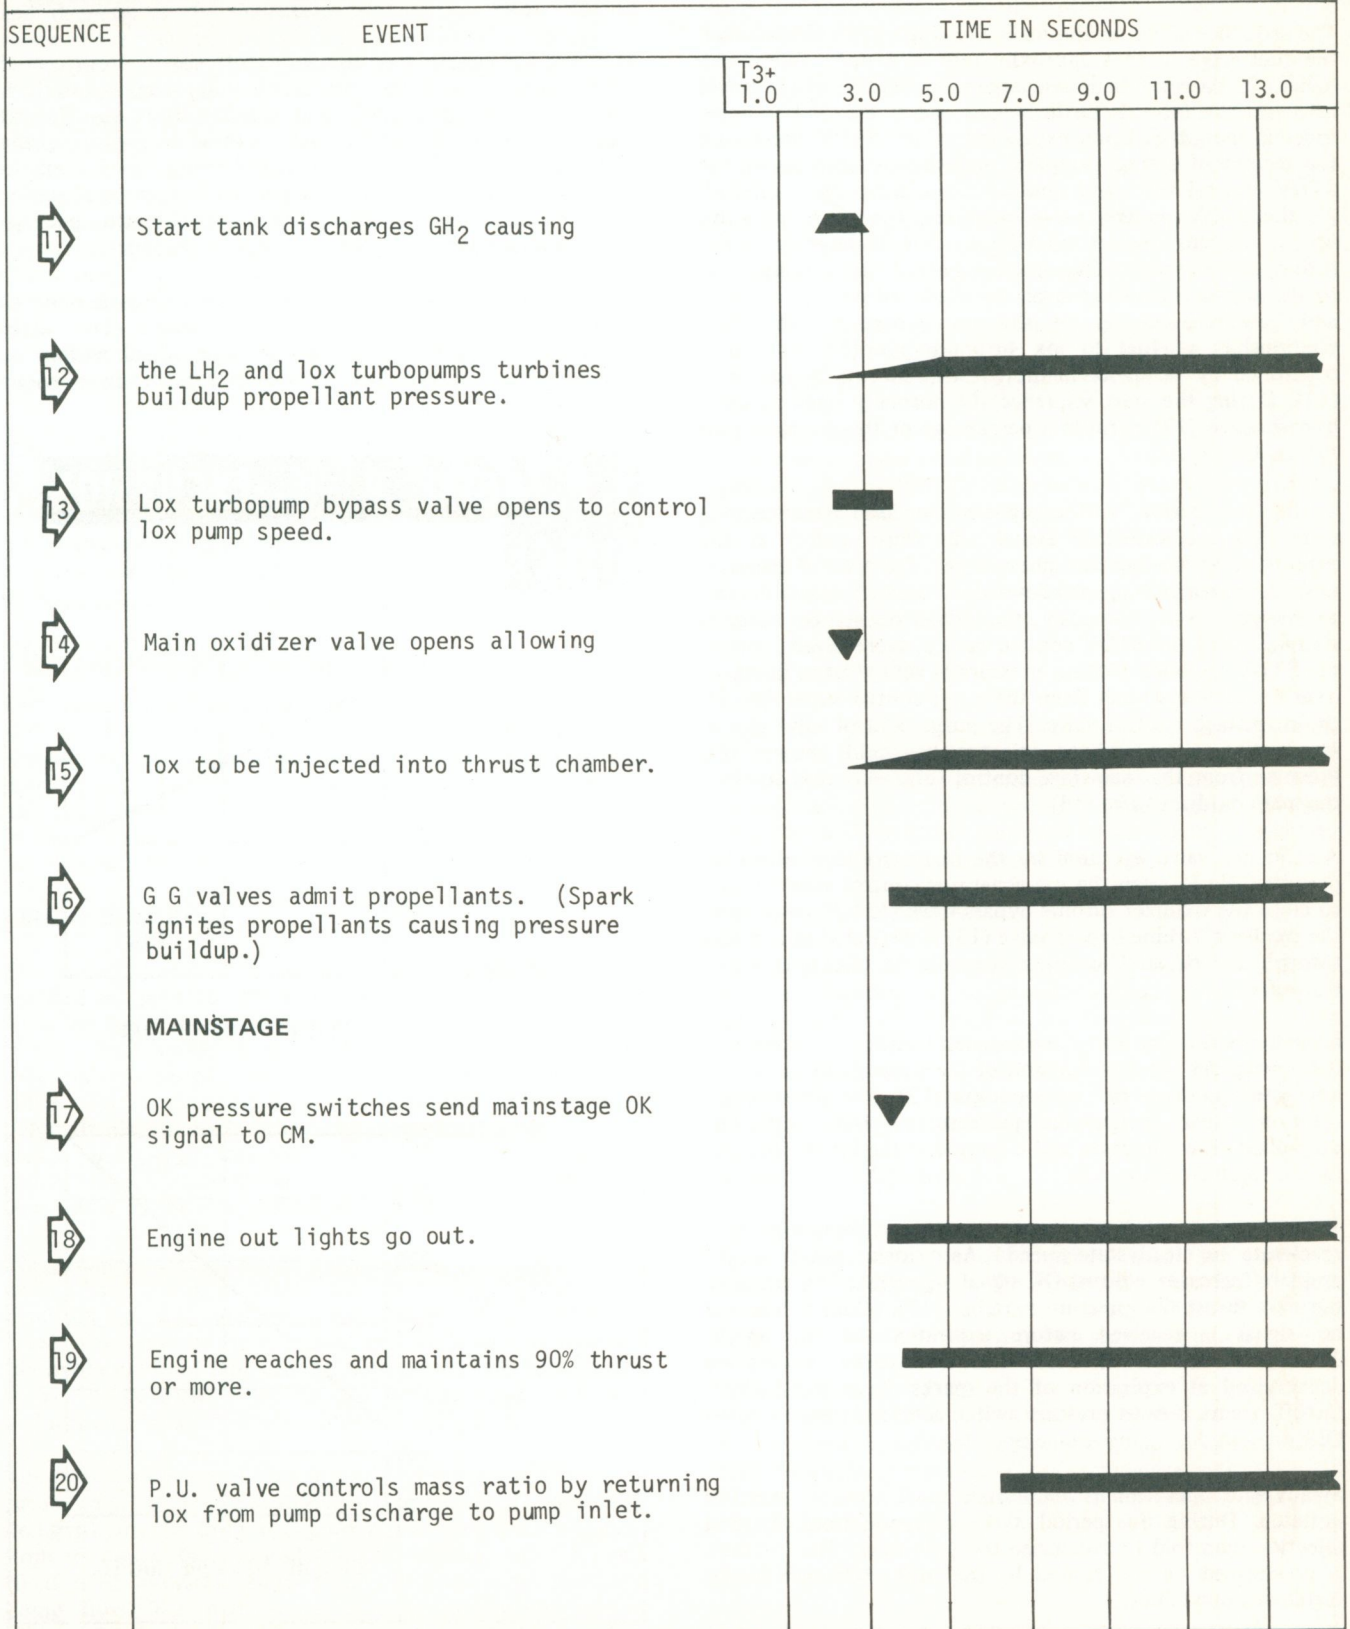 SEQUENCE EVENT TIME IN SECONDS
T3+
1.0 3.0 5.0 7.0 9.0 11.0 13.0
11 Start tank discharges GH2 causing
12 the LH2 and lox turbopumps turbines
buildup propellant pressure.
13 Lox turbopump bypass valve opens to control
lox pump speed.
14 Main oxidizer valve opens allowing
15 lox to be injected into thrust chamber.
16 G G valves admit propellants. (Spark
ignites propellants causing pressure
buildup.)
MAINSTAGE
17 OK pressure switches send mainstage OK
signal to CM.
18 Engine out lights go out.
19 Engine reaches and maintains 90% thrust
or more.
20 P.U. valve controls mass ratio by returning
lox from pump discharge to pump inlet.